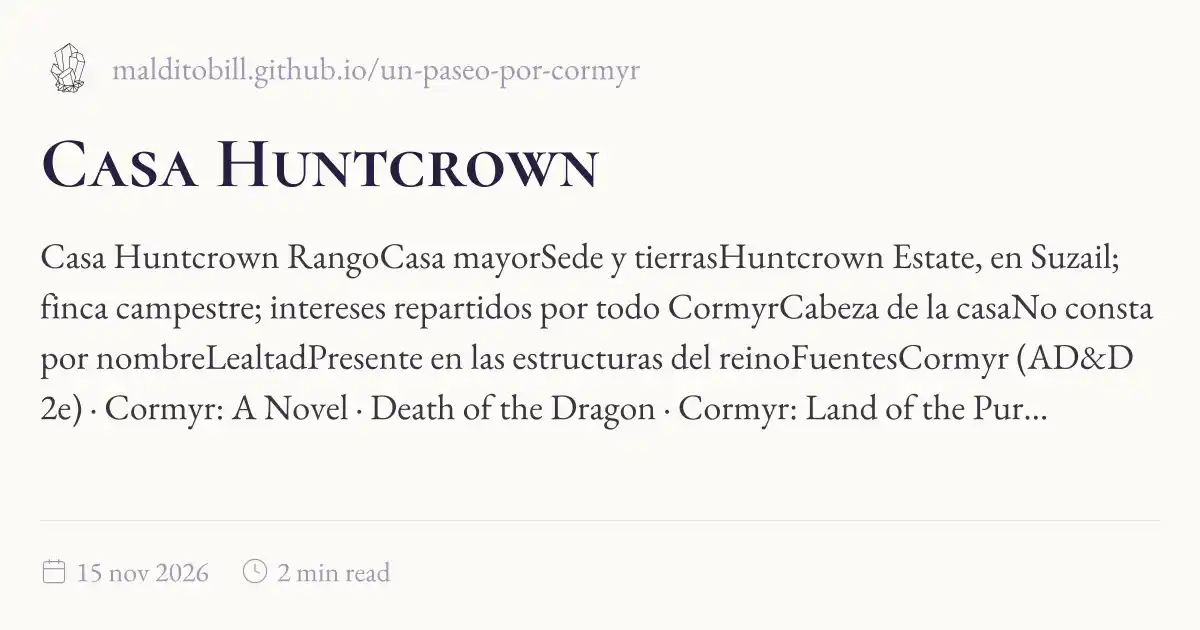 malditobill.github.io/un-paseo-por-cormyr
Casa Huntcrown
Casa Huntcrown RangoCasa mayorSede y tierrasHuntcrown Estate, en Suzail;
finca campestre; intereses repartidos por todo CormyrCabeza de la casaNo consta
por nombreLealtadPresente en las estructuras del reinoFuentesCormyr (AD&D
2e) · Cormyr: A Novel · Death of the Dragon · Cormyr: Land of the Pur...
15 nov 2026
2 min read